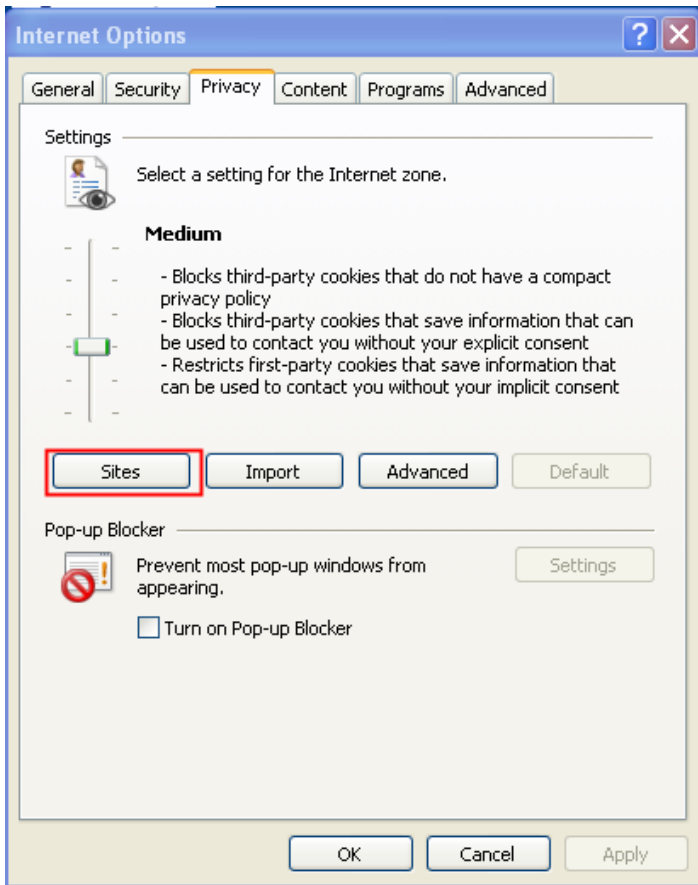 Internet Options
General Security Privacy Content Programs Advanced
Settings
Select a setting for the Internet zone.
Medium
- Blocks third-party cookies that do not have a compact
privacy policy
- Blocks third-party cookies that save information that can
be used to contact you without your explicit consent
- Restricts first-party cookies that save information that
can be used to contact you without your implicit consent
Sites Import Advanced Default
Pop-up Blocker
Prevent most pop-up windows from
appearing.
Settings
Turn on Pop-up Blocker
OK Cancel Apply